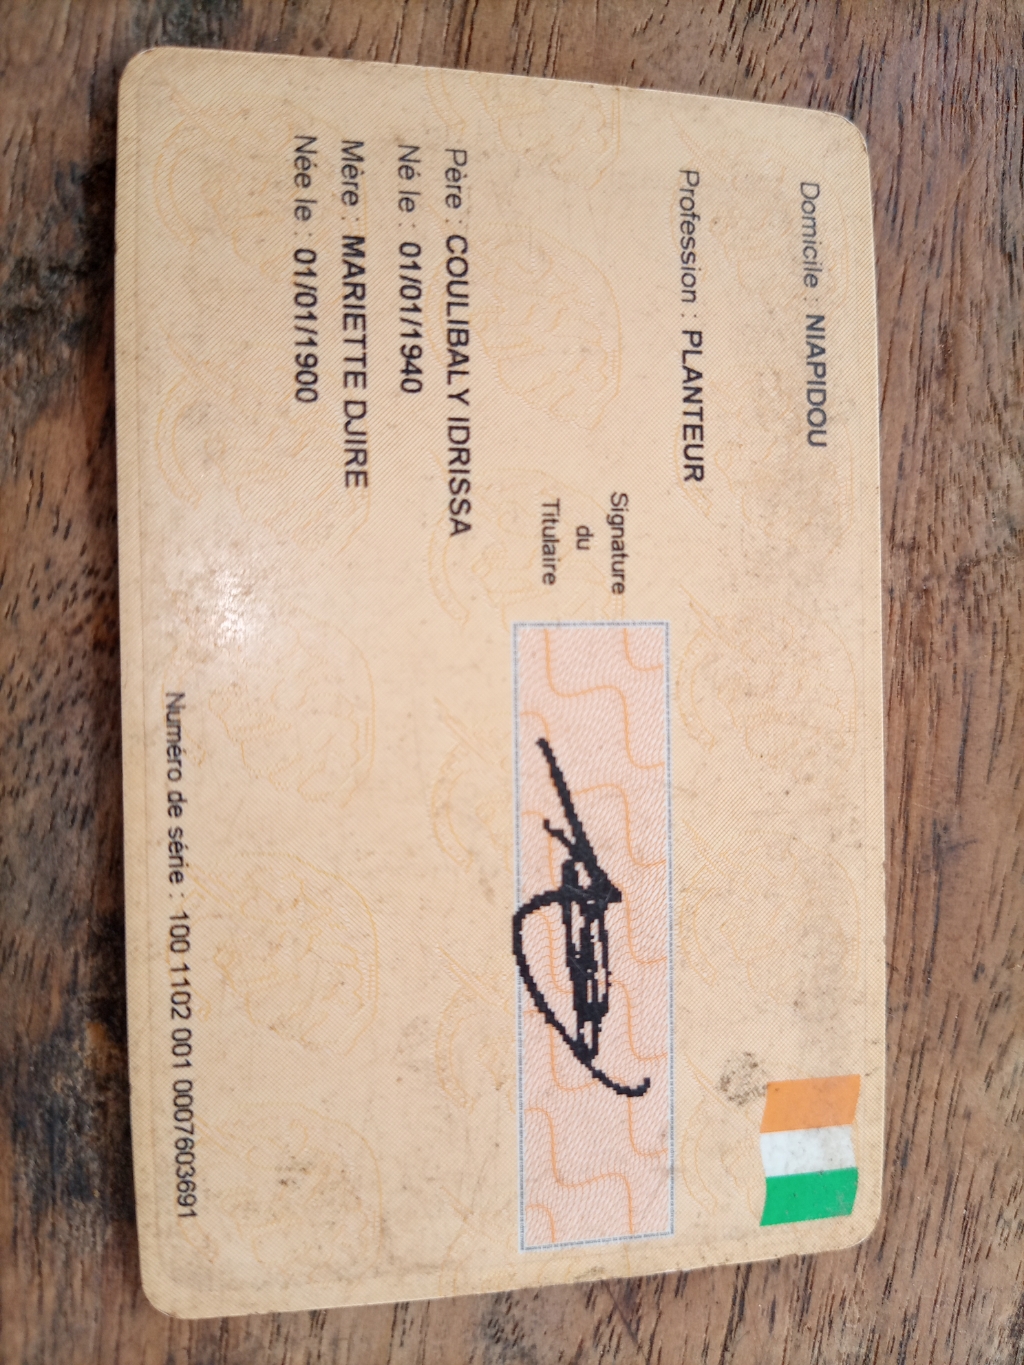 Domicile : NIAPIDOU
Profession : PLANTEUR
Signature
du
Titulaire
Père : COULIBALY IDRISSA
Né le : 01/01/1940
Mère : MARIETTE DJIRE
Née le : 01/01/1900
Numéro de série : 100 1102 001 0007603691